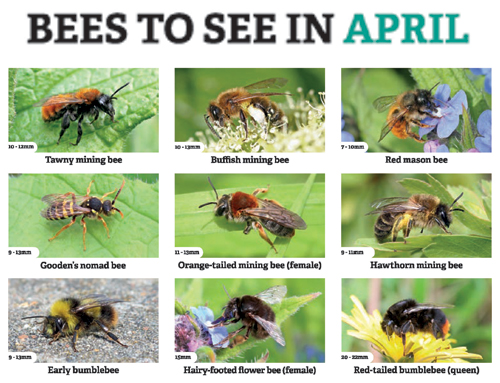 BEES TO SEE IN APRIL
10 - 12mm
10 - 13mm
7 - 10mm
Tawny mining bee
Buffish mining bee
Red mason bee
9 - 13mm
11 - 13mm
9 - 11mm
Gooden's nomad bee
Orange-tailed mining bee (female)
Hawthorn mining bee
9 - 13mm
15mm
20 - 22mm
Early bumblebee
Hairy-footed flower bee (female)
Red-tailed bumblebee (queen)